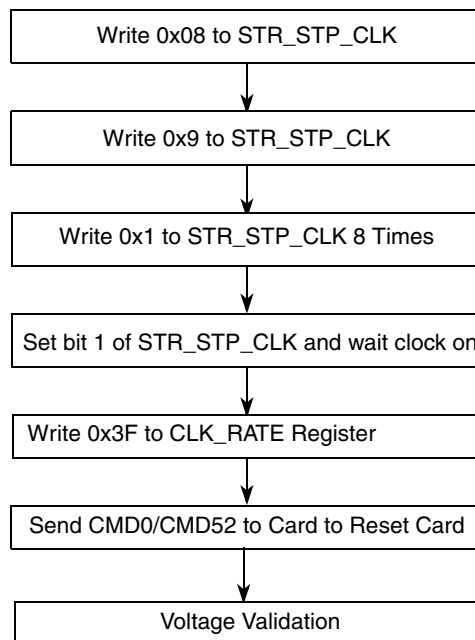 Write 0x08 to STR_STP_CLK
Write 0x9 to STR_STP_CLK
Write 0x1 to STR_STP_CLK 8 Times
Set bit 1 of STR_STP_CLK and wait clock on
Write 0x3F to CLK_RATE Register
Send CMD0/CMD52 to Card to Reset Card
Voltage Validation